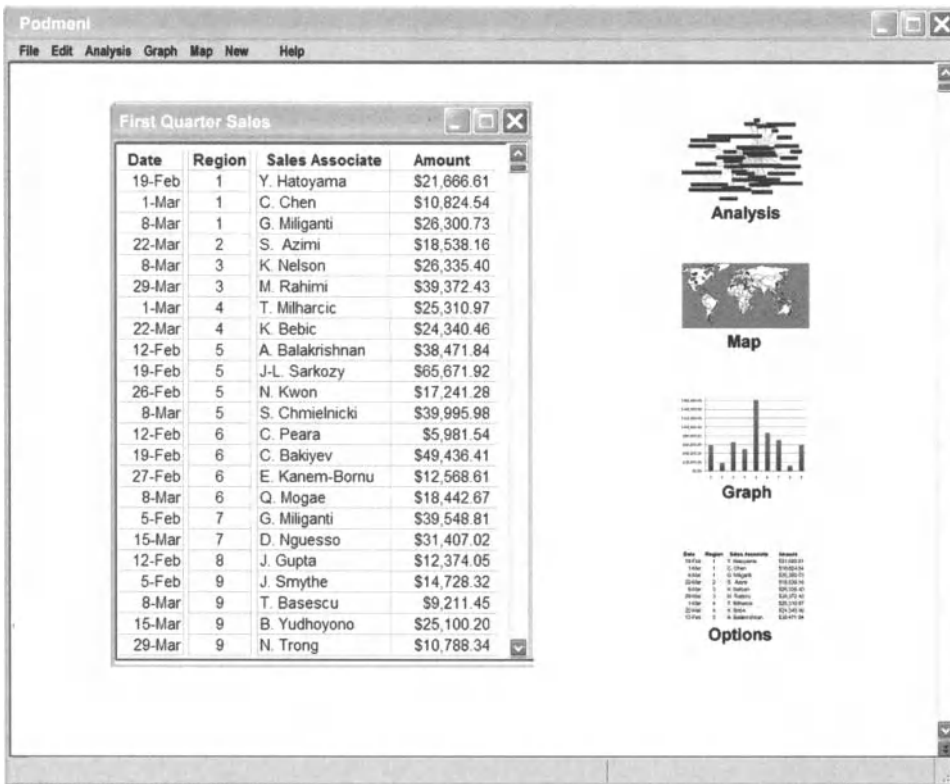 Podmeni
File Edit Analysis Graph Map New Help
First Quarter Sales
Date Region Sales Associate Amount
19-Feb 1 Y. Hatoyama $21,666.61
1-Mar 1 C. Chen $10,824.54
8-Mar 1 G. Miliganti $26,300.73
22-Mar 2 S. Azimi $18,538.16
8-Mar 3 K. Nelson $26,335.40
29-Mar 3 M. Rahimi $39,372.43
1-Mar 4 T. Milharcic $25,310.97
22-Mar 4 K. Bebic $24,340.46
12-Feb 5 A. Balakrishnan $38,471.84
19-Feb 5 J-L. Sarkozy $65,671.92
26-Feb 5 N. Kwon $17,241.28
8-Mar 5 S. Chmielnicki $39,995.98
12-Feb 6 C. Peara $5,981.54
19-Feb 6 C. Bakiyev $49,436.41
27-Feb 6 E. Kanem-Bornu $12,568.61
8-Mar 6 Q. Mogae $18,442.67
5-Feb 7 G. Miliganti $39,548.81
15-Mar 7 D. Nguesso $31,407.02
12-Feb 8 J. Gupta $12,374.05
5-Feb 9 J. Smythe $14,728.32
8-Mar 9 T. Basescu $9,211.45
15-Mar 9 B. Yudhoyono $25,100.20
29-Mar 9 N. Trong $10,788.34
Analysis
Map
Graph
Date Region Sales Associate Amount
Options